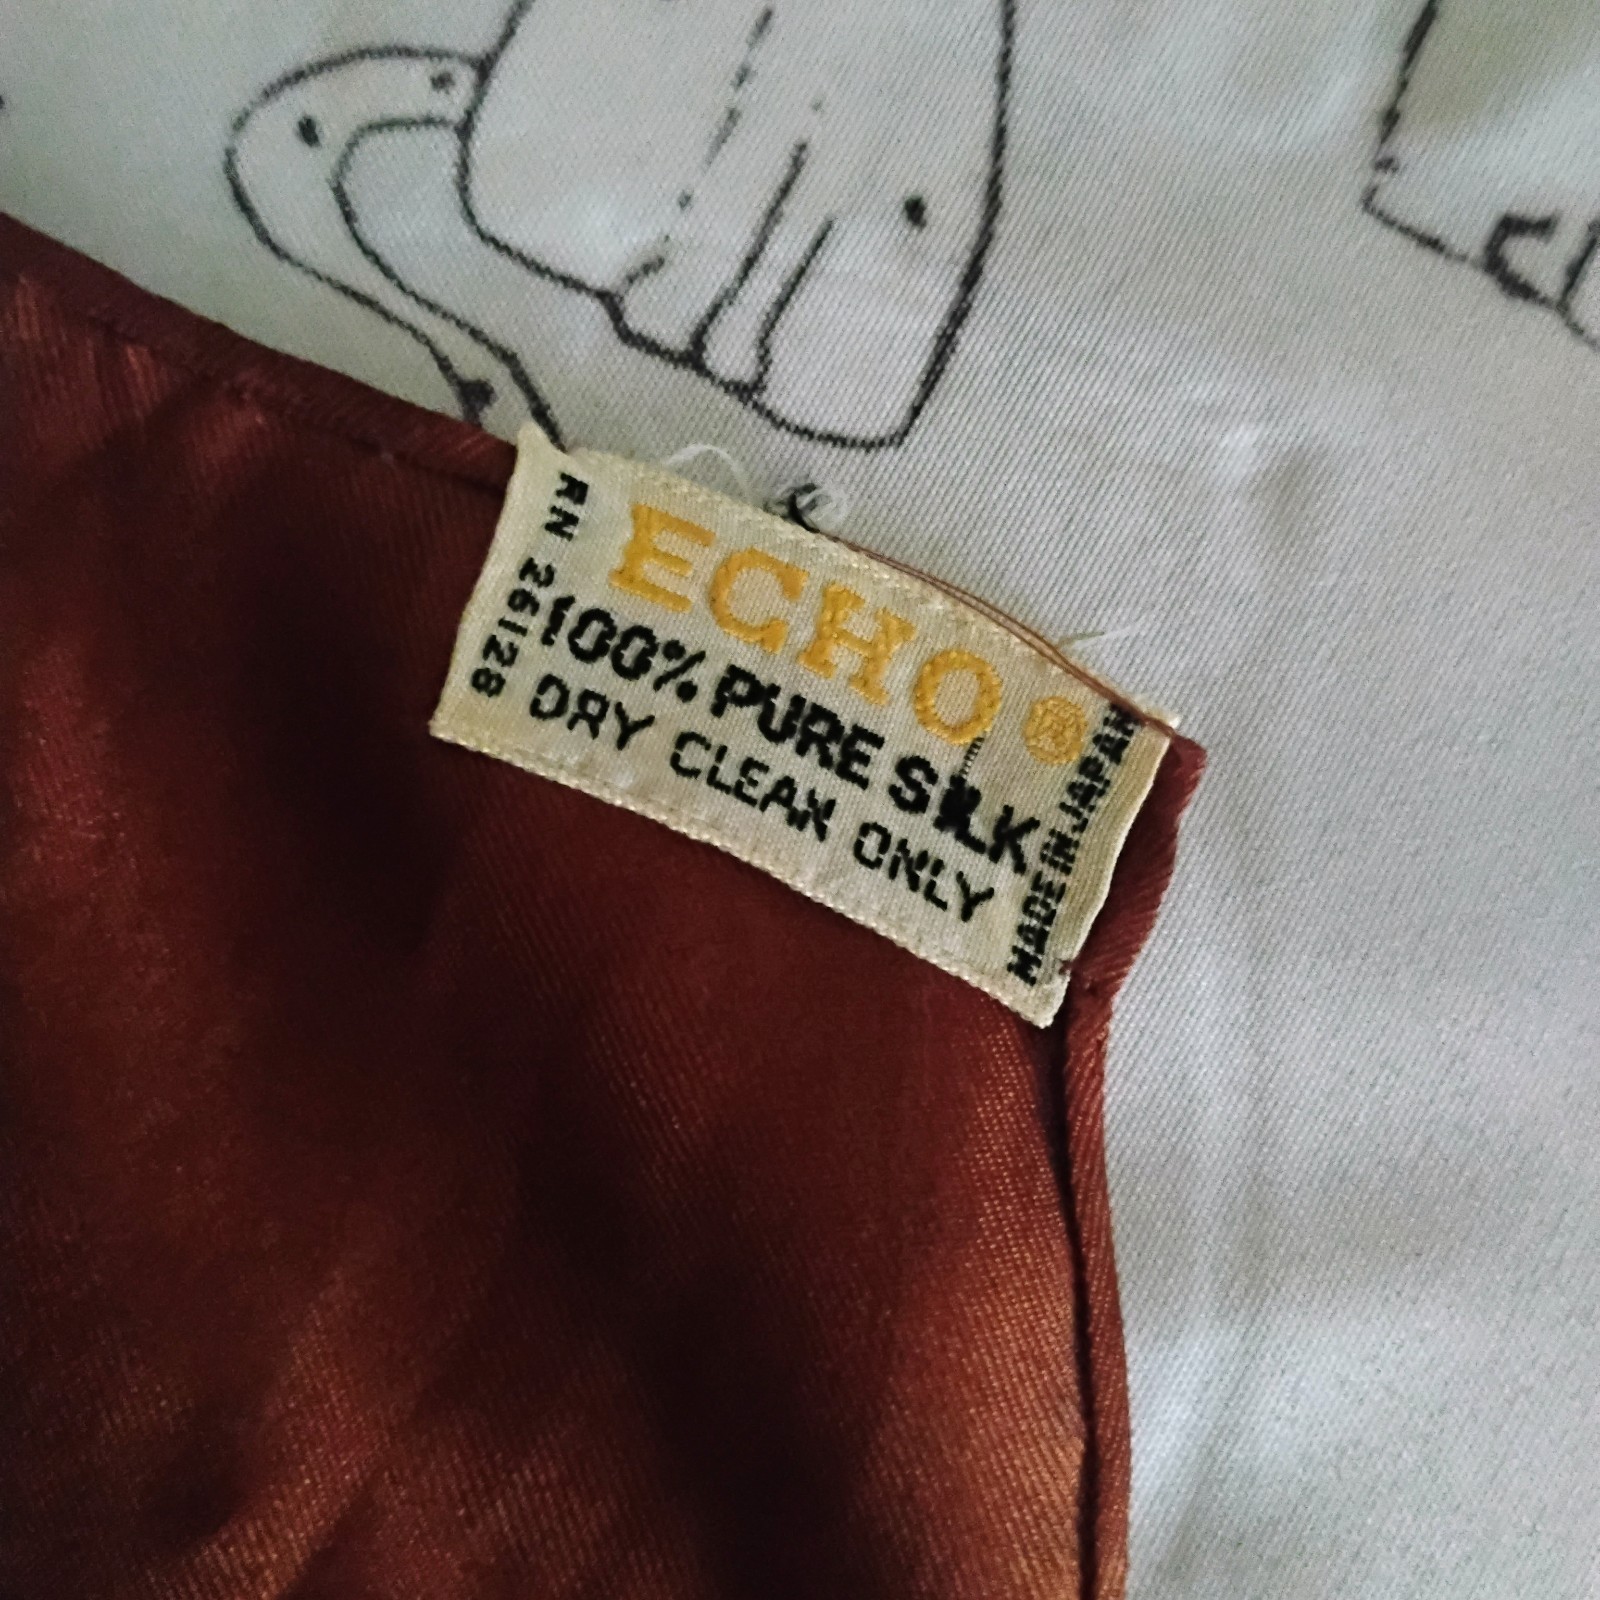 RN 26128
ECHO ®
100% PURE SILK
DRY CLEAN ONLY
MADE IN JAPAN